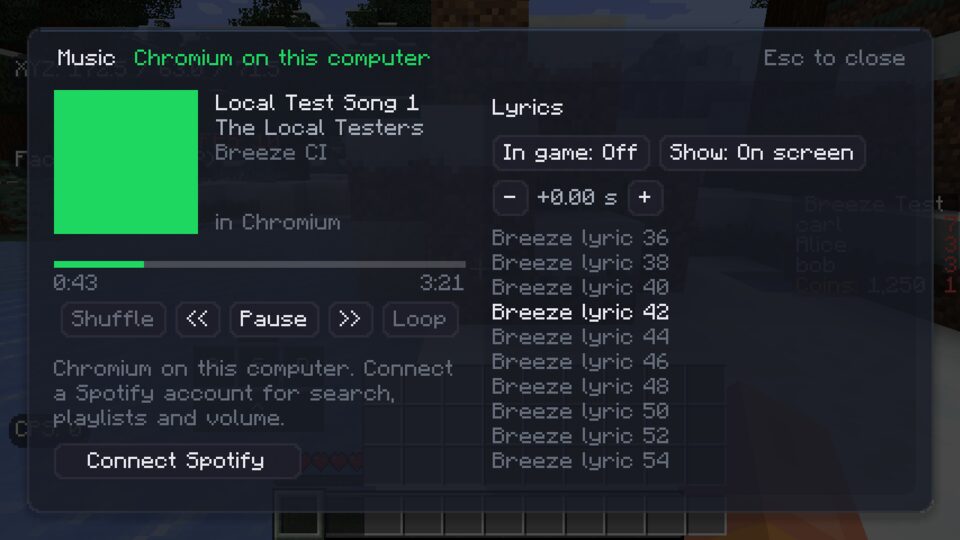 Music Chromium on this computer
Esc to close
Local Test Song 1
The Local Testers
Breeze CI
in Chromium
0:43
3:21
Shuffle
<<
Pause
>>
Loop
Chromium on this computer. Connect
a Spotify account for search,
playlists and volume.
Connect Spotify
Lyrics
In game: Off
Show: On screen
-
+0.00 s
+
Breeze lyric 36
Breeze lyric 38
Breeze lyric 40
Breeze lyric 42
Breeze lyric 44
Breeze lyric 46
Breeze lyric 48
Breeze lyric 50
Breeze lyric 52
Breeze lyric 54
Breeze Test
carl
Alice
bob
Coins: 1,250